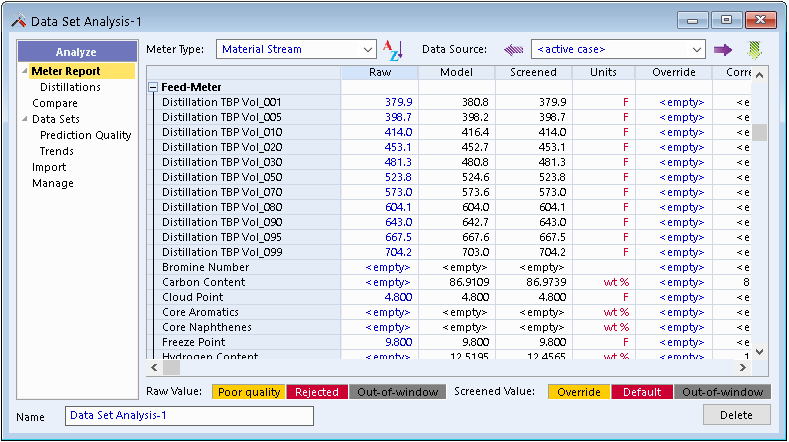 Data Set Analysis-1
Analyze
Meter Report
Distillations
Compare
Data Sets
Prediction Quality
Trends
Import
Manage
Meter Type: Material Stream A Z Data Source: <active case>
Raw Model Screened Units Override Corre
Feed-Meter
Distillation TBP Vol_001 379.9 380.8 379.9 F <empty> <e
Distillation TBP Vol_005 398.7 398.2 398.7 F <empty> <e
Distillation TBP Vol_010 414.0 416.4 414.0 F <empty> <e
Distillation TBP Vol_020 453.1 452.7 453.1 F <empty> <e
Distillation TBP Vol_030 481.3 480.8 481.3 F <empty> <e
Distillation TBP Vol_050 523.8 524.6 523.8 F <empty> <e
Distillation TBP Vol_070 573.0 573.6 573.0 F <empty> <e
Distillation TBP Vol_080 604.1 604.0 604.1 F <empty> <e
Distillation TBP Vol_090 643.0 642.7 643.0 F <empty> <e
Distillation TBP Vol_095 667.5 667.6 667.5 F <empty> <e
Distillation TBP Vol_099 704.2 703.0 704.2 F <empty> <e
Bromine Number <empty> <empty> <empty> <empty> <e
Carbon Content <empty> 86.9109 86.9739 wt % <empty> 8
Cloud Point 4.800 4.800 4.800 F <empty> <e
Core Aromatics <empty> <empty> <empty> wt % <empty> <e
Core Naphthenes <empty> <empty> <empty> wt % <empty> <e
Freeze Point 9.800 9.800 9.800 F <empty> <e
Hydrogen Content <empty> 12.5195 12.4565 wt % <empty> 1
Raw Value: Poor quality Rejected Out-of-window Screened Value: Override Default Out-of-window
Name Data Set Analysis-1 Delete